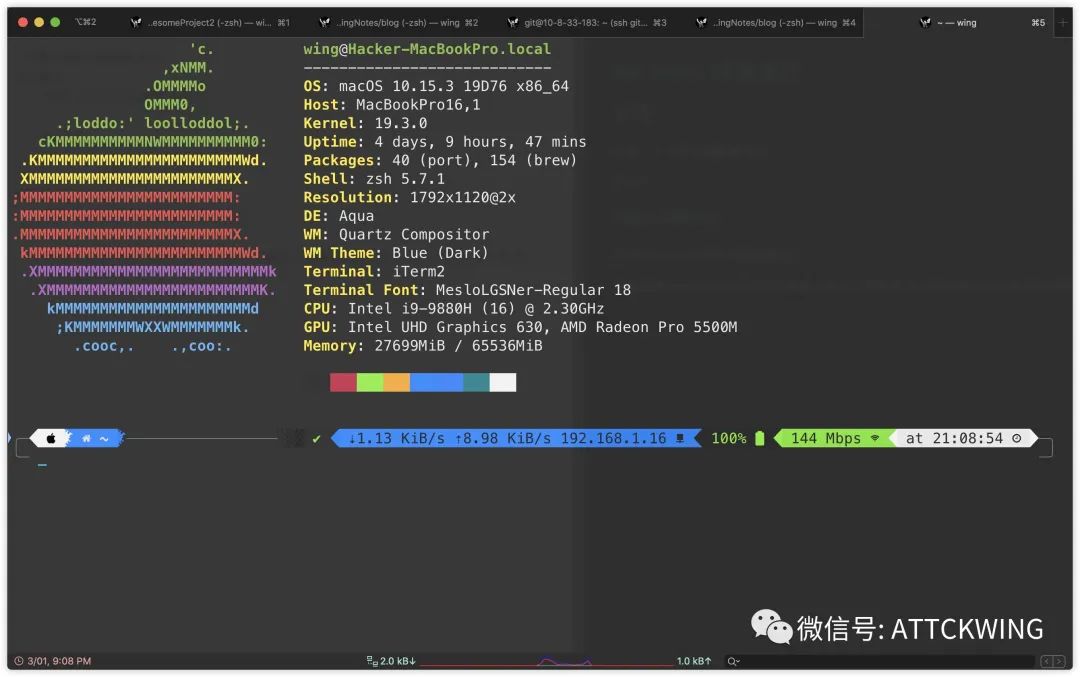 ⌥⌘2
..esomeProject2 (-zsh) — wi... ⌘1
..ingNotes/blog (-zsh) — wing ⌘2
git@10-8-33-183: ~ (ssh git... ⌘3
..ingNotes/blog (-zsh) — wing ⌘4
~ — wing ⌘5
'c.
,xNMM.
.OMMMMo
OMMM0,
.;loddo:' loolloddol;.
cKMMMMMMMMMMNWMMMMMMMMMM0:
.KMMMMMMMMMMMMMMMMMMMMMMMWd.
XMMMMMMMMMMMMMMMMMMMMMMMX.
;MMMMMMMMMMMMMMMMMMMMMMMM:
:MMMMMMMMMMMMMMMMMMMMMMMM:
.MMMMMMMMMMMMMMMMMMMMMMMMX.
kMMMMMMMMMMMMMMMMMMMMMMMMWd.
.XMMMMMMMMMMMMMMMMMMMMMMMMMMk
.XMMMMMMMMMMMMMMMMMMMMMMMMK.
kMMMMMMMMMMMMMMMMMMMMMMd
;KMMMMMMMWXXWMMMMMMMk.
.cooc,. .,coo:.
wing@Hacker-MacBookPro.local
----------------------------
OS: macOS 10.15.3 19D76 x86_64
Host: MacBookPro16,1
Kernel: 19.3.0
Uptime: 4 days, 9 hours, 47 mins
Packages: 40 (port), 154 (brew)
Shell: zsh 5.7.1
Resolution: 1792x1120@2x
DE: Aqua
WM: Quartz Compositor
WM Theme: Blue (Dark)
Terminal: iTerm2
Terminal Font: MesloLGSNer-Regular 18
CPU: Intel i9-9880H (16) @ 2.30GHz
GPU: Intel UHD Graphics 630, AMD Radeon Pro 5500M
Memory: 27699MiB / 65536MiB
~ ✔ ↓1.13 KiB/s ↑8.98 KiB/s 192.168.1.16 100% 144 Mbps at 21:08:54
微信号: ATTCKWING
3/01, 9:08 PM 2.0 kB↓ 1.0 kB↑